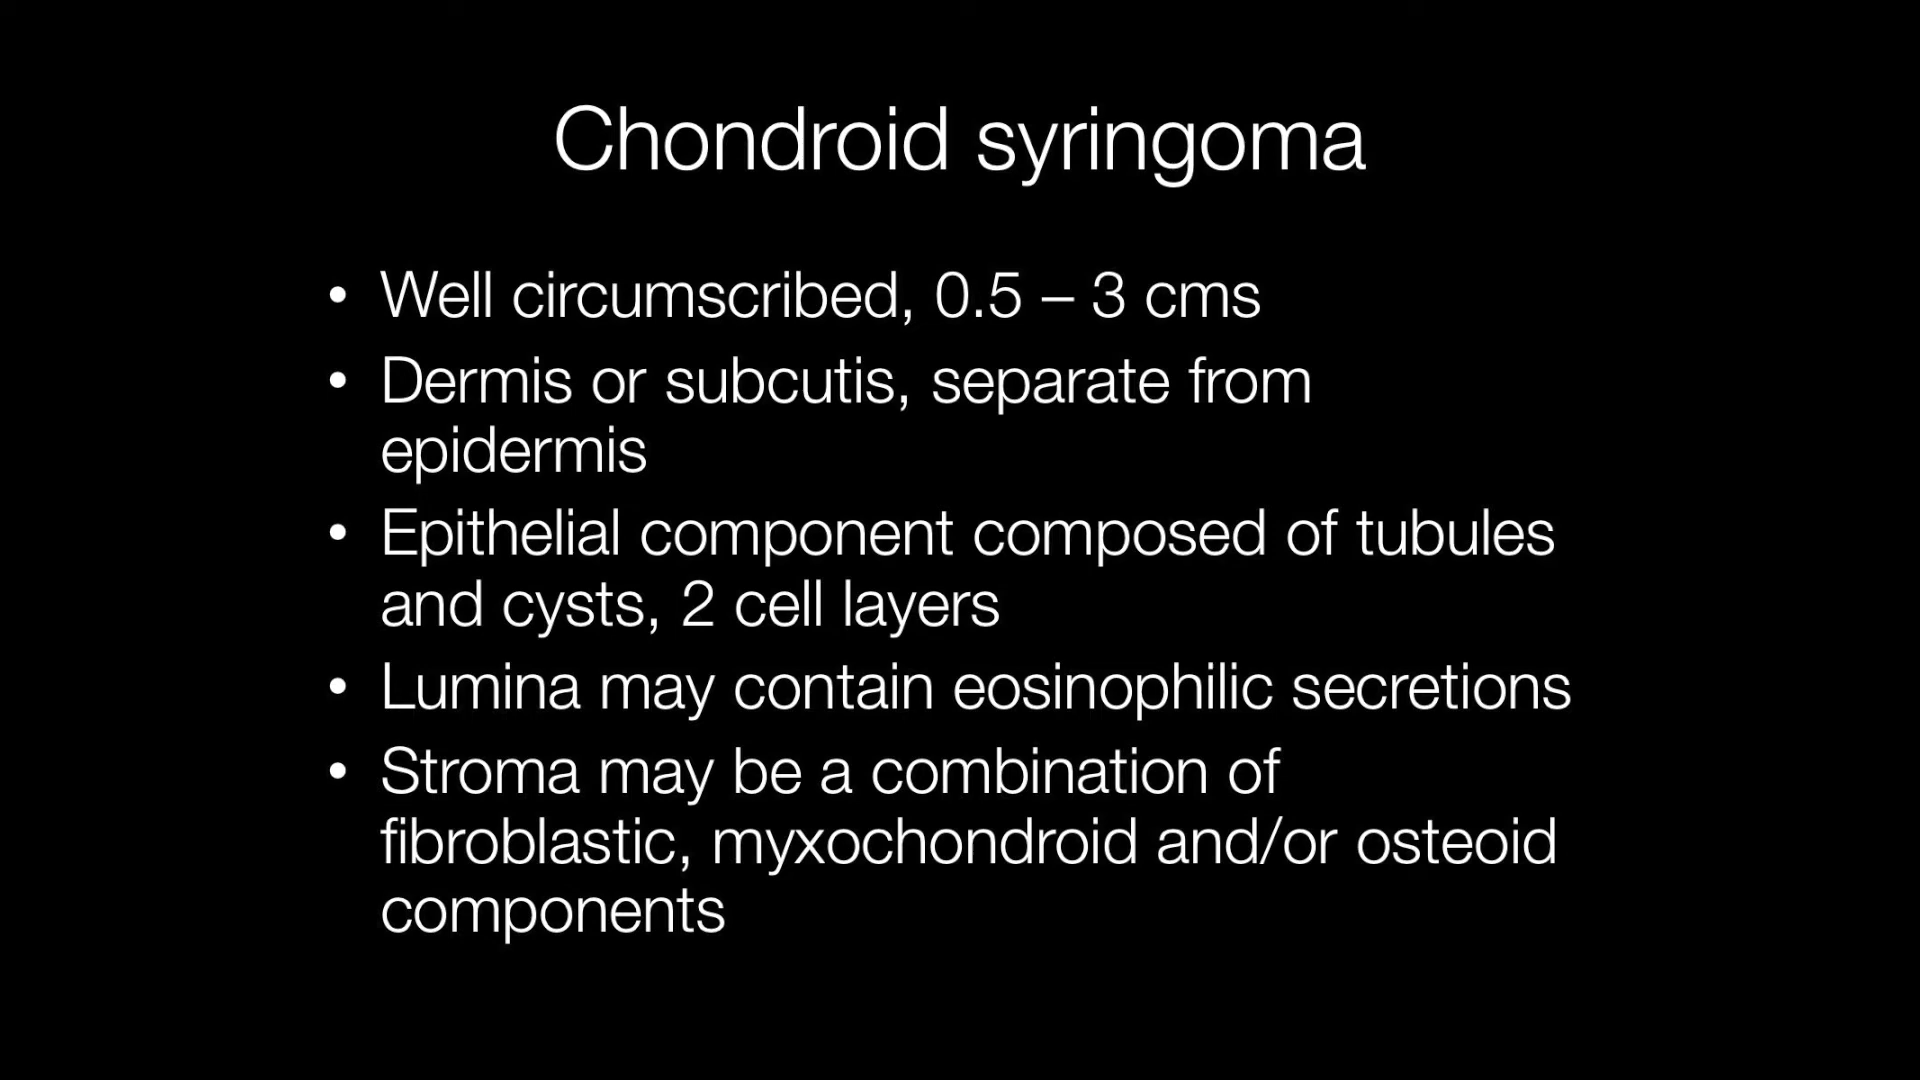 Chondroid syringoma
• Well circumscribed, 0.5 – 3 cms
• Dermis or subcutis, separate from
epidermis
• Epithelial component composed of tubules
and cysts, 2 cell layers
• Lumina may contain eosinophilic secretions
• Stroma may be a combination of
fibroblastic, myxochondroid and/or osteoid
components